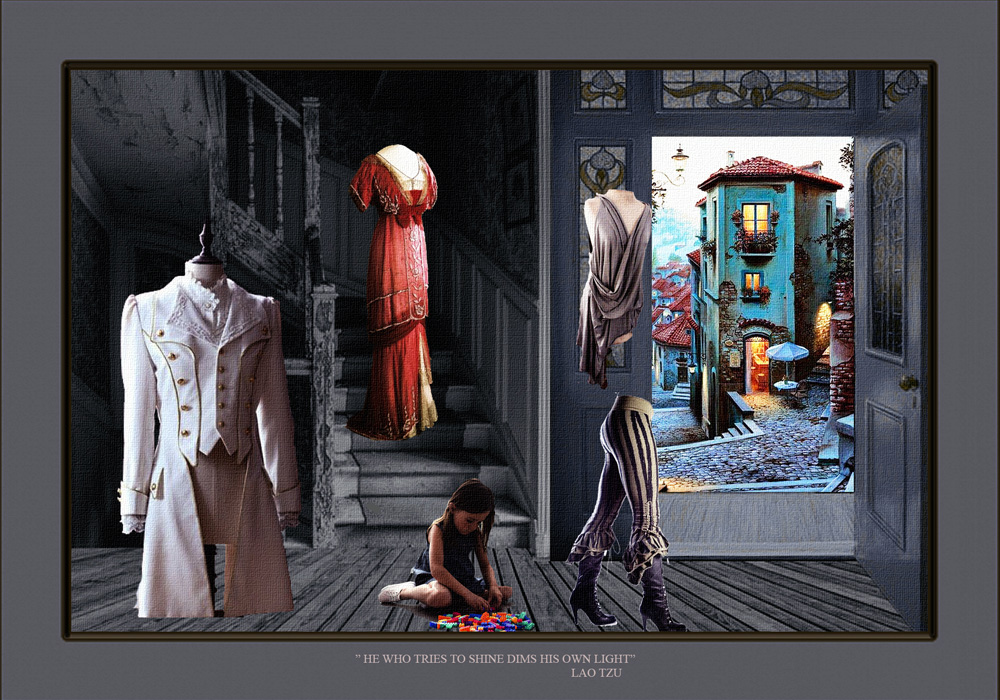 ” HE WHO TRIES TO SHINE DIMS HIS OWN LIGHT”
LAO TZU